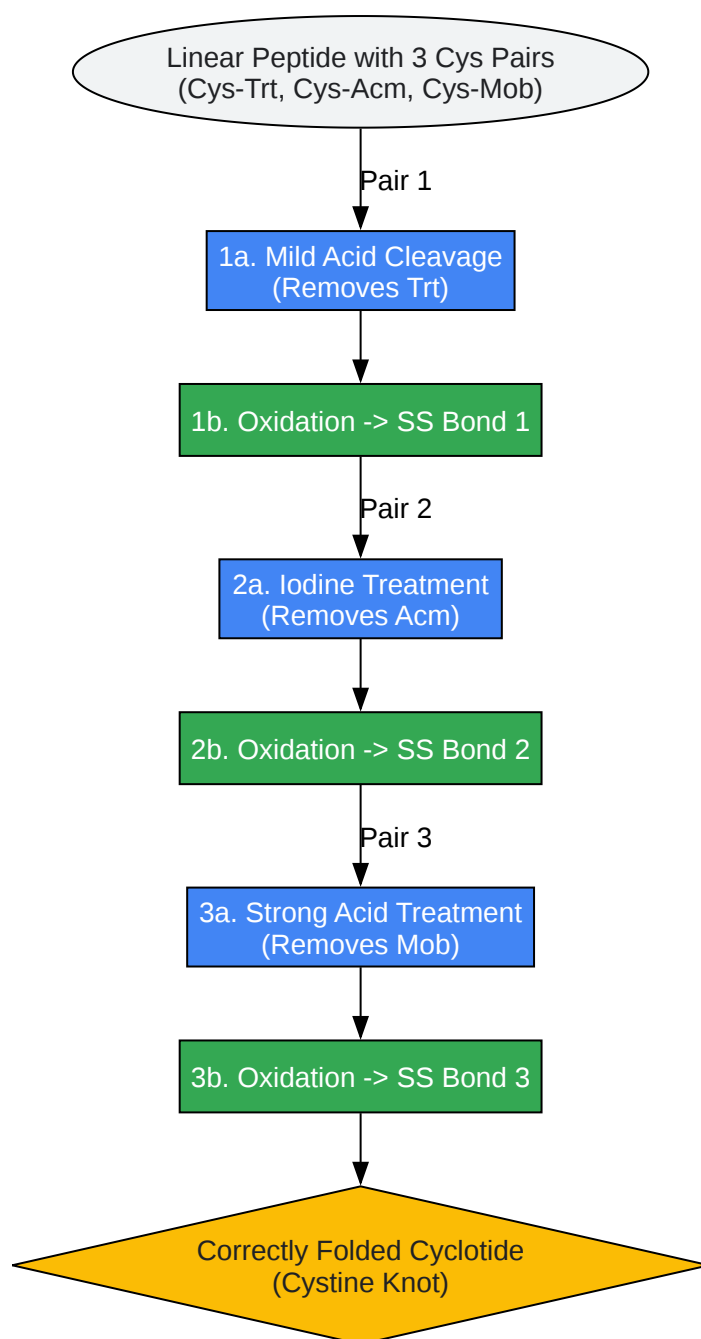 Linear Peptide with 3 Cys Pairs
(Cys-Trt, Cys-Acm, Cys-Mob)
Pair 1
1a. Mild Acid Cleavage
(Removes Trt)
1b. Oxidation -> SS Bond 1
Pair 2
2a. Iodine Treatment
(Removes Acm)
2b. Oxidation -> SS Bond 2
Pair 3
3a. Strong Acid Treatment
(Removes Mob)
3b. Oxidation -> SS Bond 3
Correctly Folded Cyclotide
(Cystine Knot)